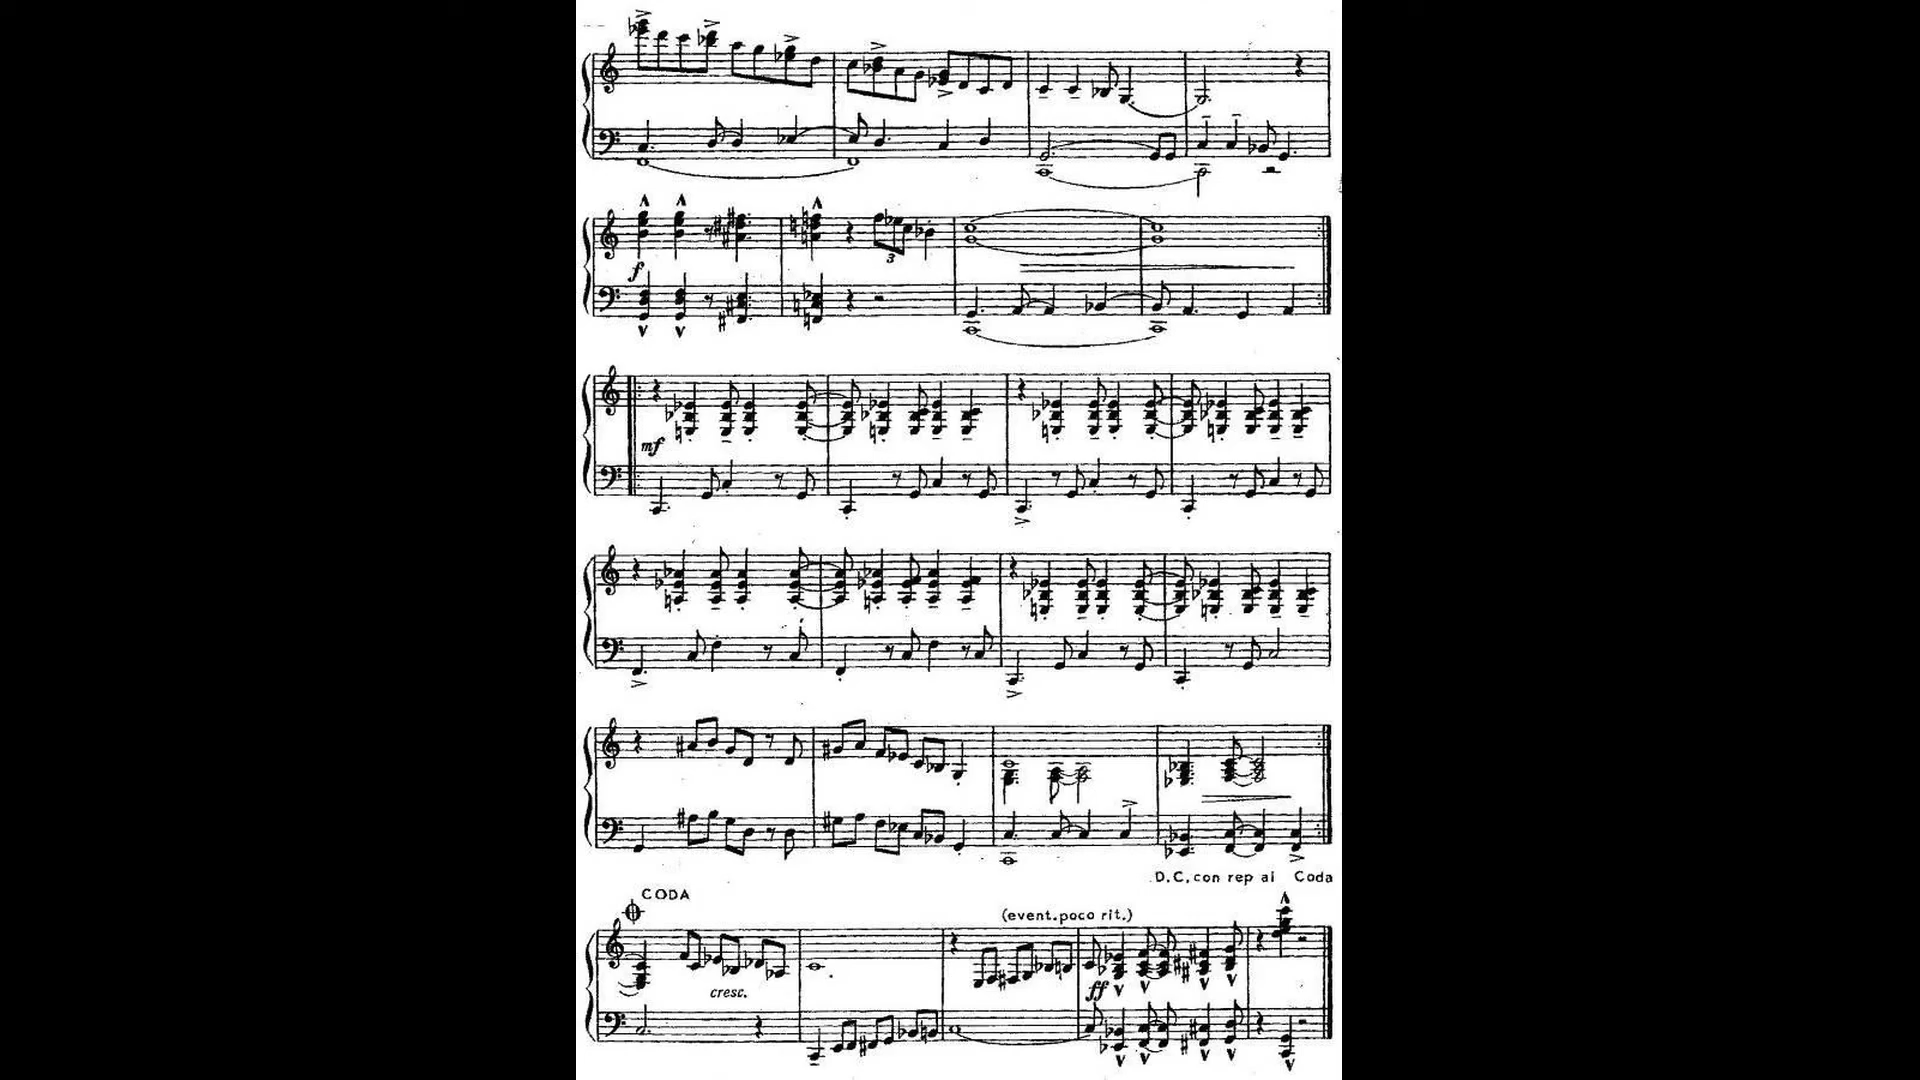 f
3
mf
D.C. con rep al Coda
CODA
(event. poco rit.)
cresc.
ff